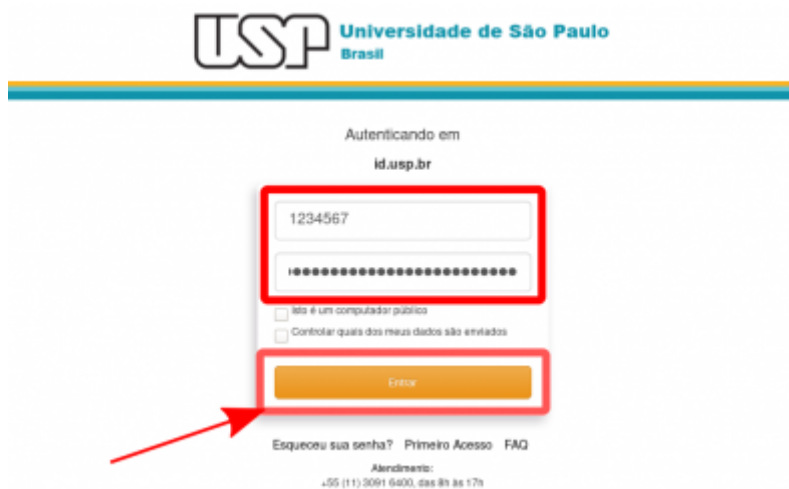 USP
Universidade de São Paulo
Brasil
Autenticando em
id.usp.br
1234567
Isto é um computador público
Controlar quais dos meus dados são enviados
Entrar
Esqueceu sua senha? Primeiro Acesso FAQ
Atendimento:
+55 (11) 3091 6400, das 8h às 17h